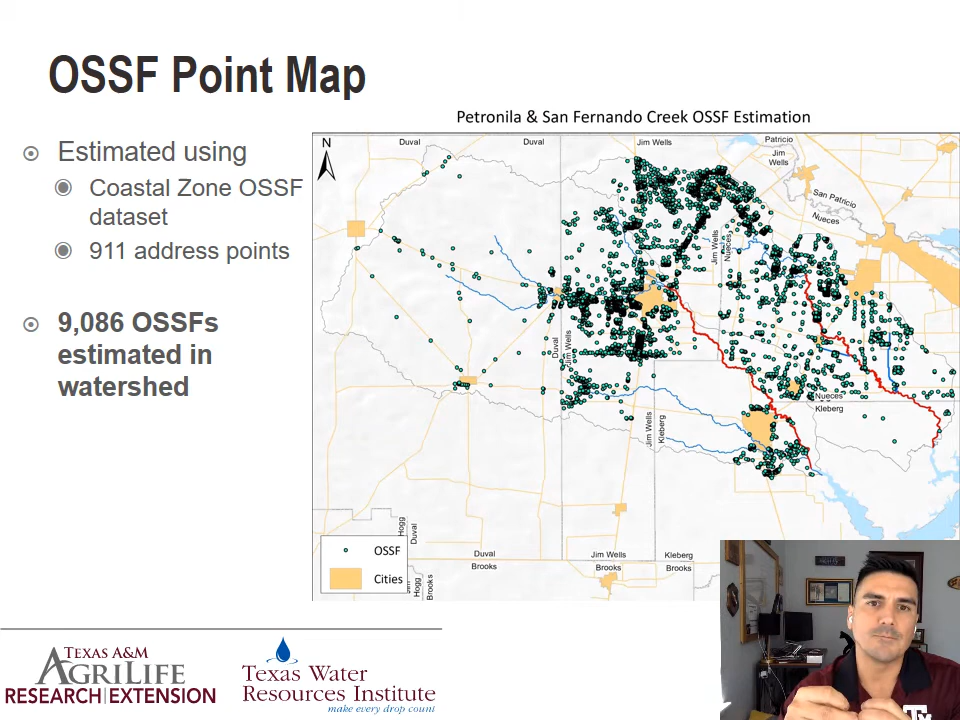 OSSF Point Map
Petronila & San Fernando Creek OSSF Estimation
Estimated using
Coastal Zone OSSF
dataset
911 address points
9,086 OSSFs
estimated in
watershed
N
Duval
Duval
Jim Wells
Patricio
Jim
Wells
San Patricio
Nueces
Jim Wells
Nueces
Duval
Jim Wells
Nueces
Kleberg
Jim Wells
Kleberg
Hogg
Duval
Duval
Brooks
Jim Wells
Brooks
Kleberg
Brooks
Hogg
Brooks
OSSF
Cities
TEXAS A&M
AGRILIFE
RESEARCH | EXTENSION
Texas Water
Resources Institute
make every drop count